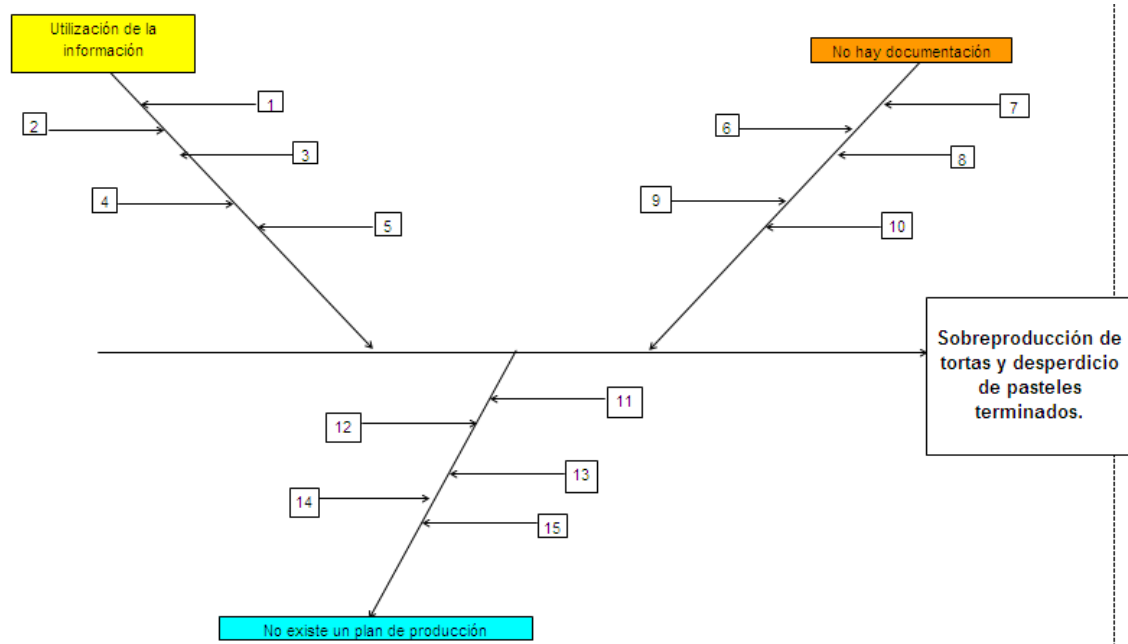 Utilización de la
información
No hay documentación
1
2
3
4
5
7
6
8
9
10
Sobreproducción de
tortas y desperdicio
de pasteles
terminados.
11
12
13
14
15
No existe un plan de producción